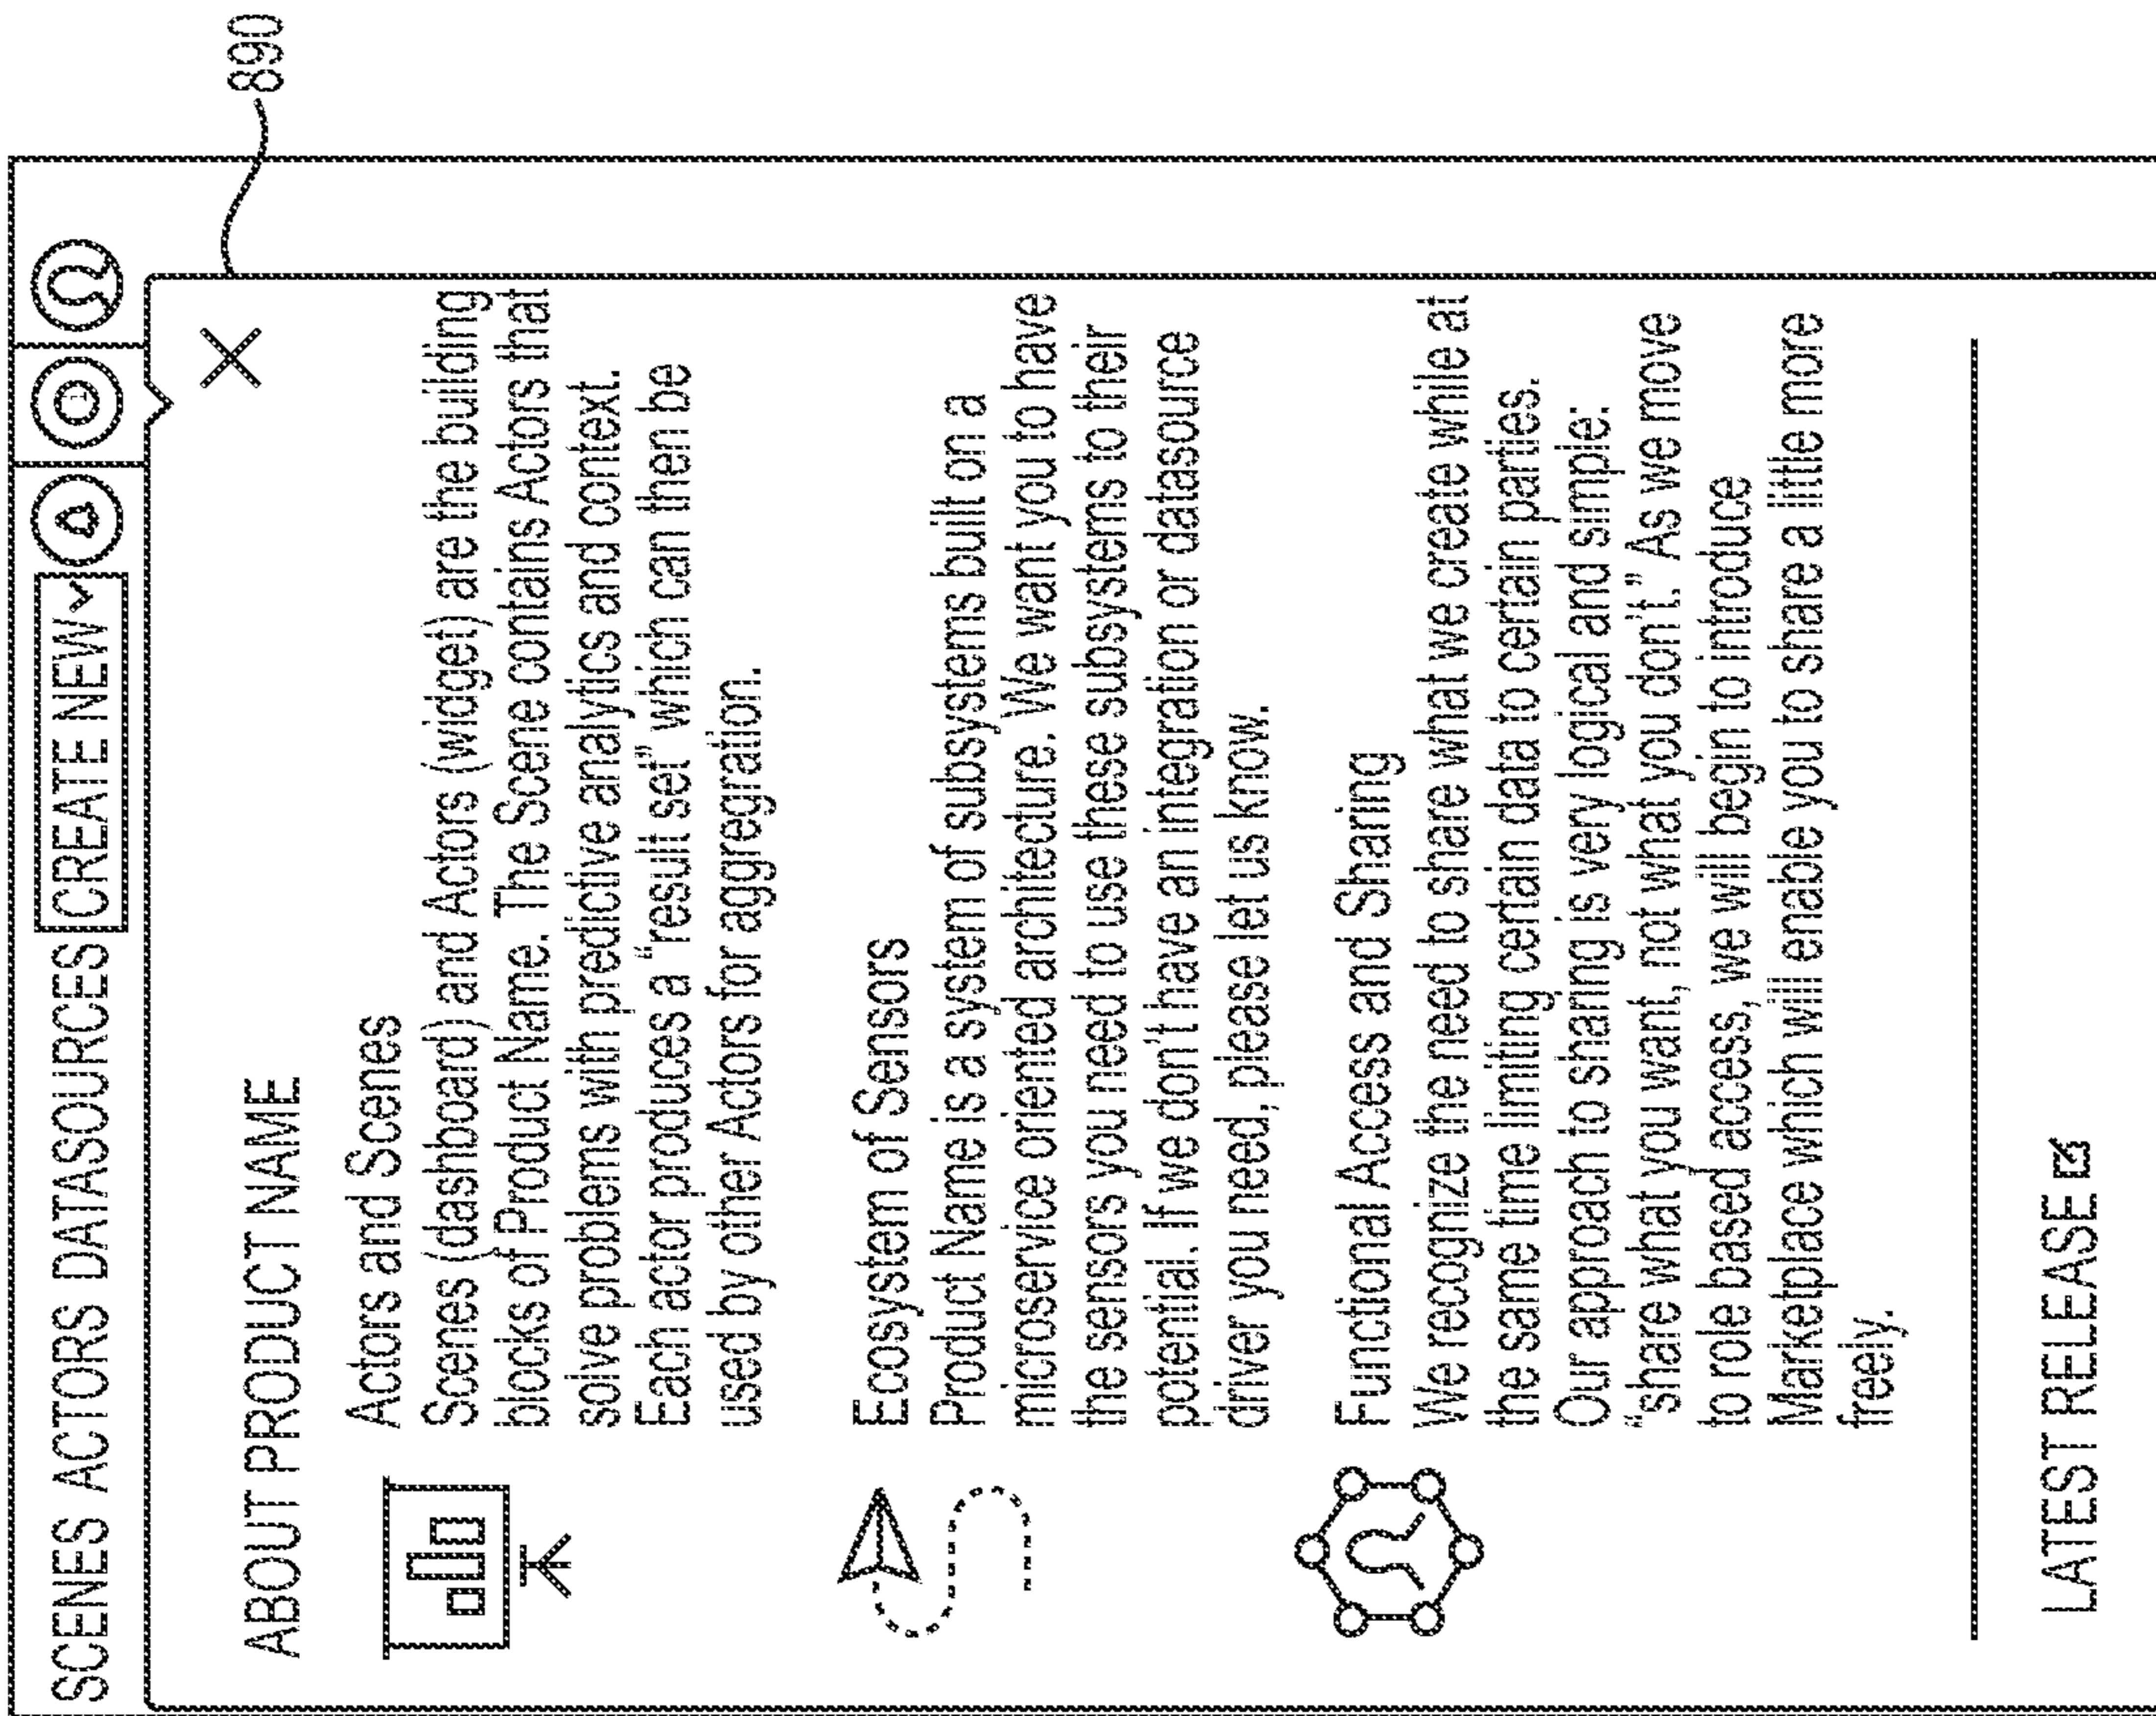 SCENES ACTORS DATASOURCES CREATE NEW
890
ABOUT PRODUCT NAME
Actors and Scenes
Scenes (dashboard) and Actors (widget) are the building
blocks of Product Name. The Scene contains Actors that
solve problems with predictive analytics and context.
Each actor produces a “result set” which can then be
used by other Actors for aggregration.
Ecosystem of Sensors
Product Name is a system of subsystems built on a
microservice oriented architecture. We want you to have
the sensors you need to use these subsystems to their
potential. If we don’t have an integration or datasource
driver you need, please let us know.
Functional Access and Sharing
We recognize the need to share what we create while at
the same time limiting certain data to certain parties.
Our approach to sharing is very logical and simple:
“share what you want, not what you don’t.” As we move
to role based access, we will begin to introduce
Marketplace which will enable you to share a little more
freely.
LATEST RELEASE